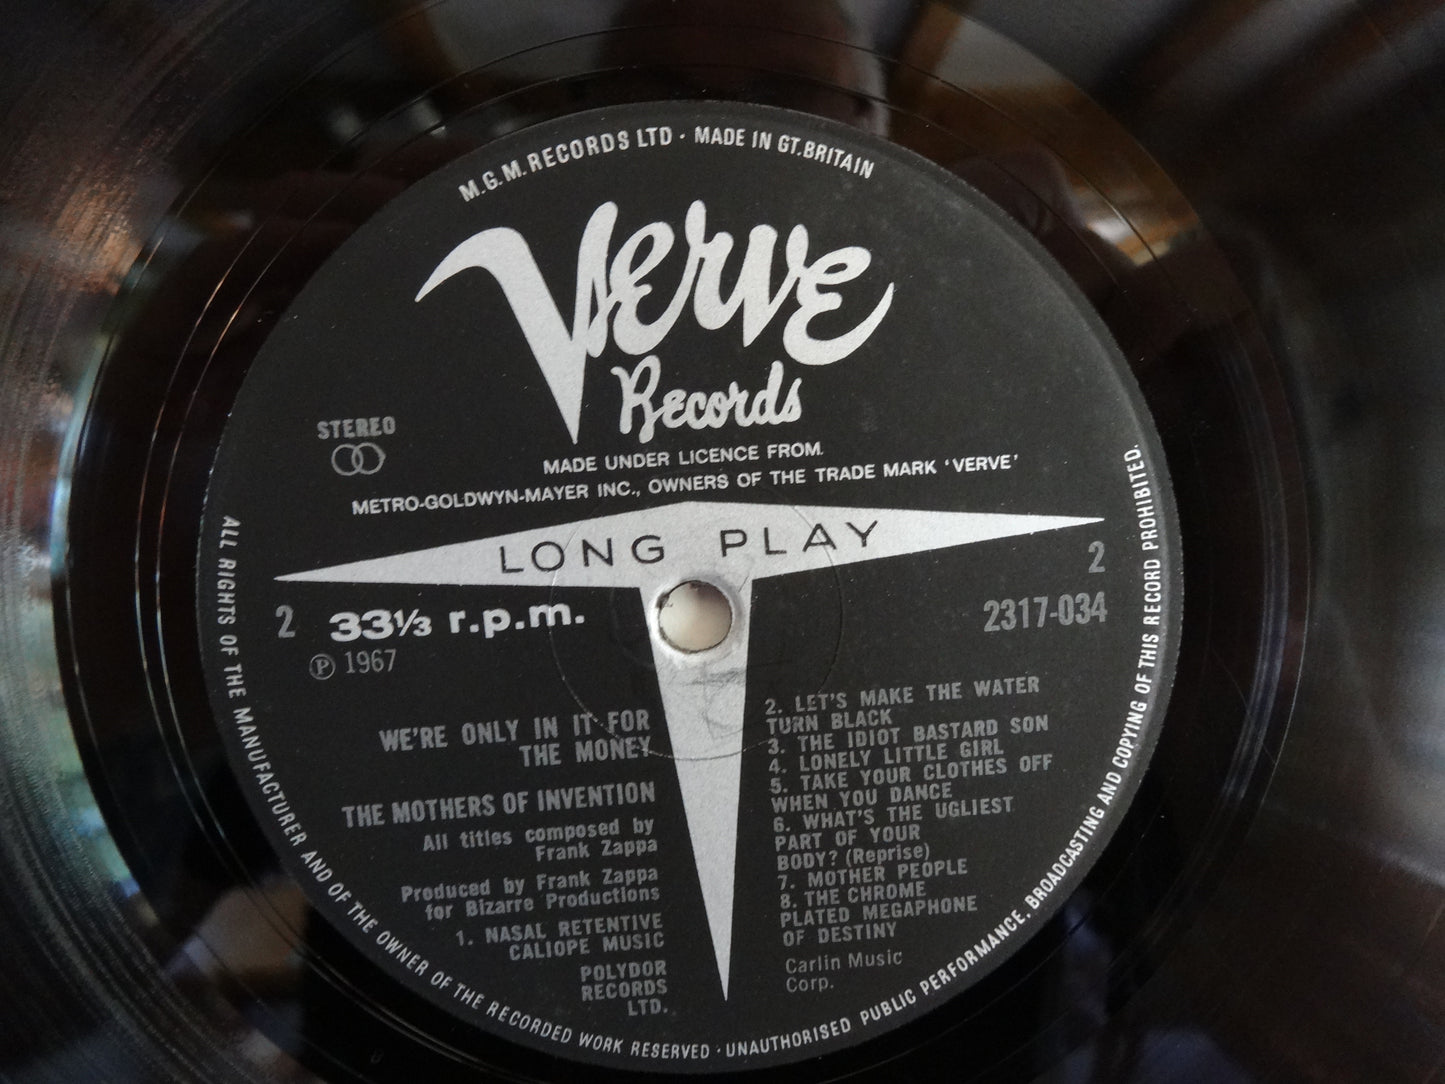 M.G.M. RECORDS LTD · MADE IN GT. BRITAIN
Verve
Records
STEREO
MADE UNDER LICENCE FROM
METRO-GOLDWYN-MAYER INC., OWNERS OF THE TRADE MARK 'VERVE'
LONG PLAY
2
2
33⅓ r.p.m.
2317-034
Ⓟ 1967
WE'RE ONLY IN IT FOR
THE MONEY
THE MOTHERS OF INVENTION
All titles composed by
Frank Zappa
Produced by Frank Zappa
for Bizarre Productions
1. NASAL RETENTIVE
CALIOPE MUSIC
POLYDOR
RECORDS
LTD.
2. LET'S MAKE THE WATER
TURN BLACK
3. THE IDIOT BASTARD SON
4. LONELY LITTLE GIRL
5. TAKE YOUR CLOTHES OFF
WHEN YOU DANCE
6. WHAT'S THE UGLIEST
PART OF YOUR
BODY? (Reprise)
7. MOTHER PEOPLE
8. THE CHROME
PLATED MEGAPHONE
OF DESTINY
Carlin Music
Corp.
ALL RIGHTS OF THE MANUFACTURER AND OF THE OWNER OF THE RECORDED WORK RESERVED · UNAUTHORISED PUBLIC PERFORMANCE, BROADCASTING AND COPYING OF THIS RECORD PROHIBITED.